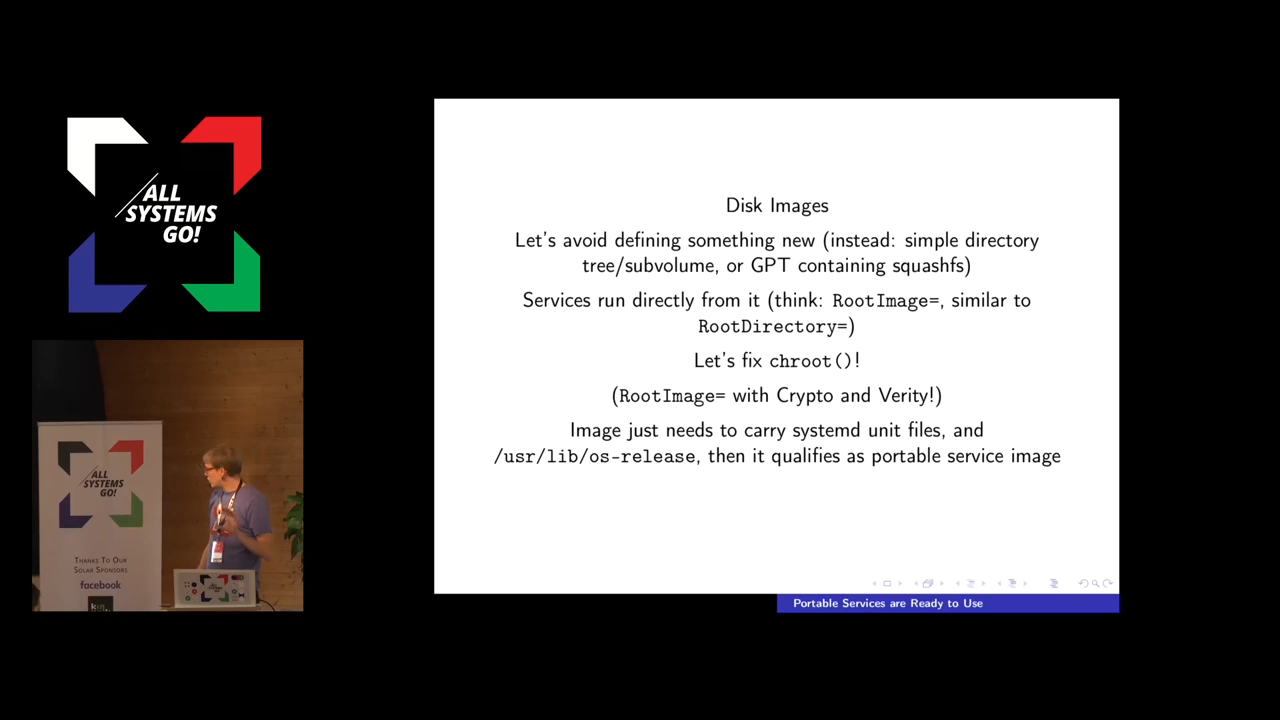 ALL
SYSTEMS
GO!
ALL
SYSTEMS
GO!
THANKS TO OUR
SOLAR SPONSORS
facebook
Disk Images
Let's avoid defining something new (instead: simple directory
tree/subvolume, or GPT containing squashfs)
Services run directly from it (think: RootImage=, similar to
RootDirectory=)
Let's fix chroot()!
(RootImage= with Crypto and Verity!)
Image just needs to carry systemd unit files, and
/usr/lib/os-release, then it qualifies as portable service image
Portable Services are Ready to Use